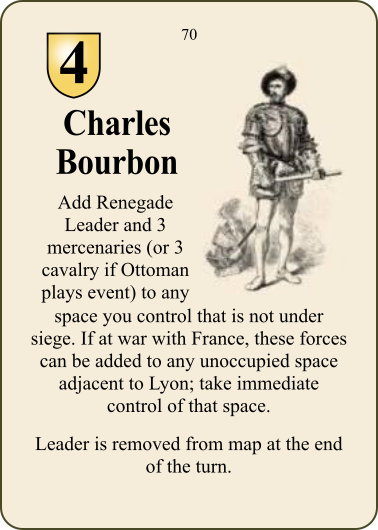 70
4
Charles
Bourbon
Add Renegade
Leader and 3
mercenaries (or 3
cavalry if Ottoman
plays event) to any
space you control that is not under
siege. If at war with France, these forces
can be added to any unoccupied space
adjacent to Lyon; take immediate
control of that space.
Leader is removed from map at the end
of the turn.